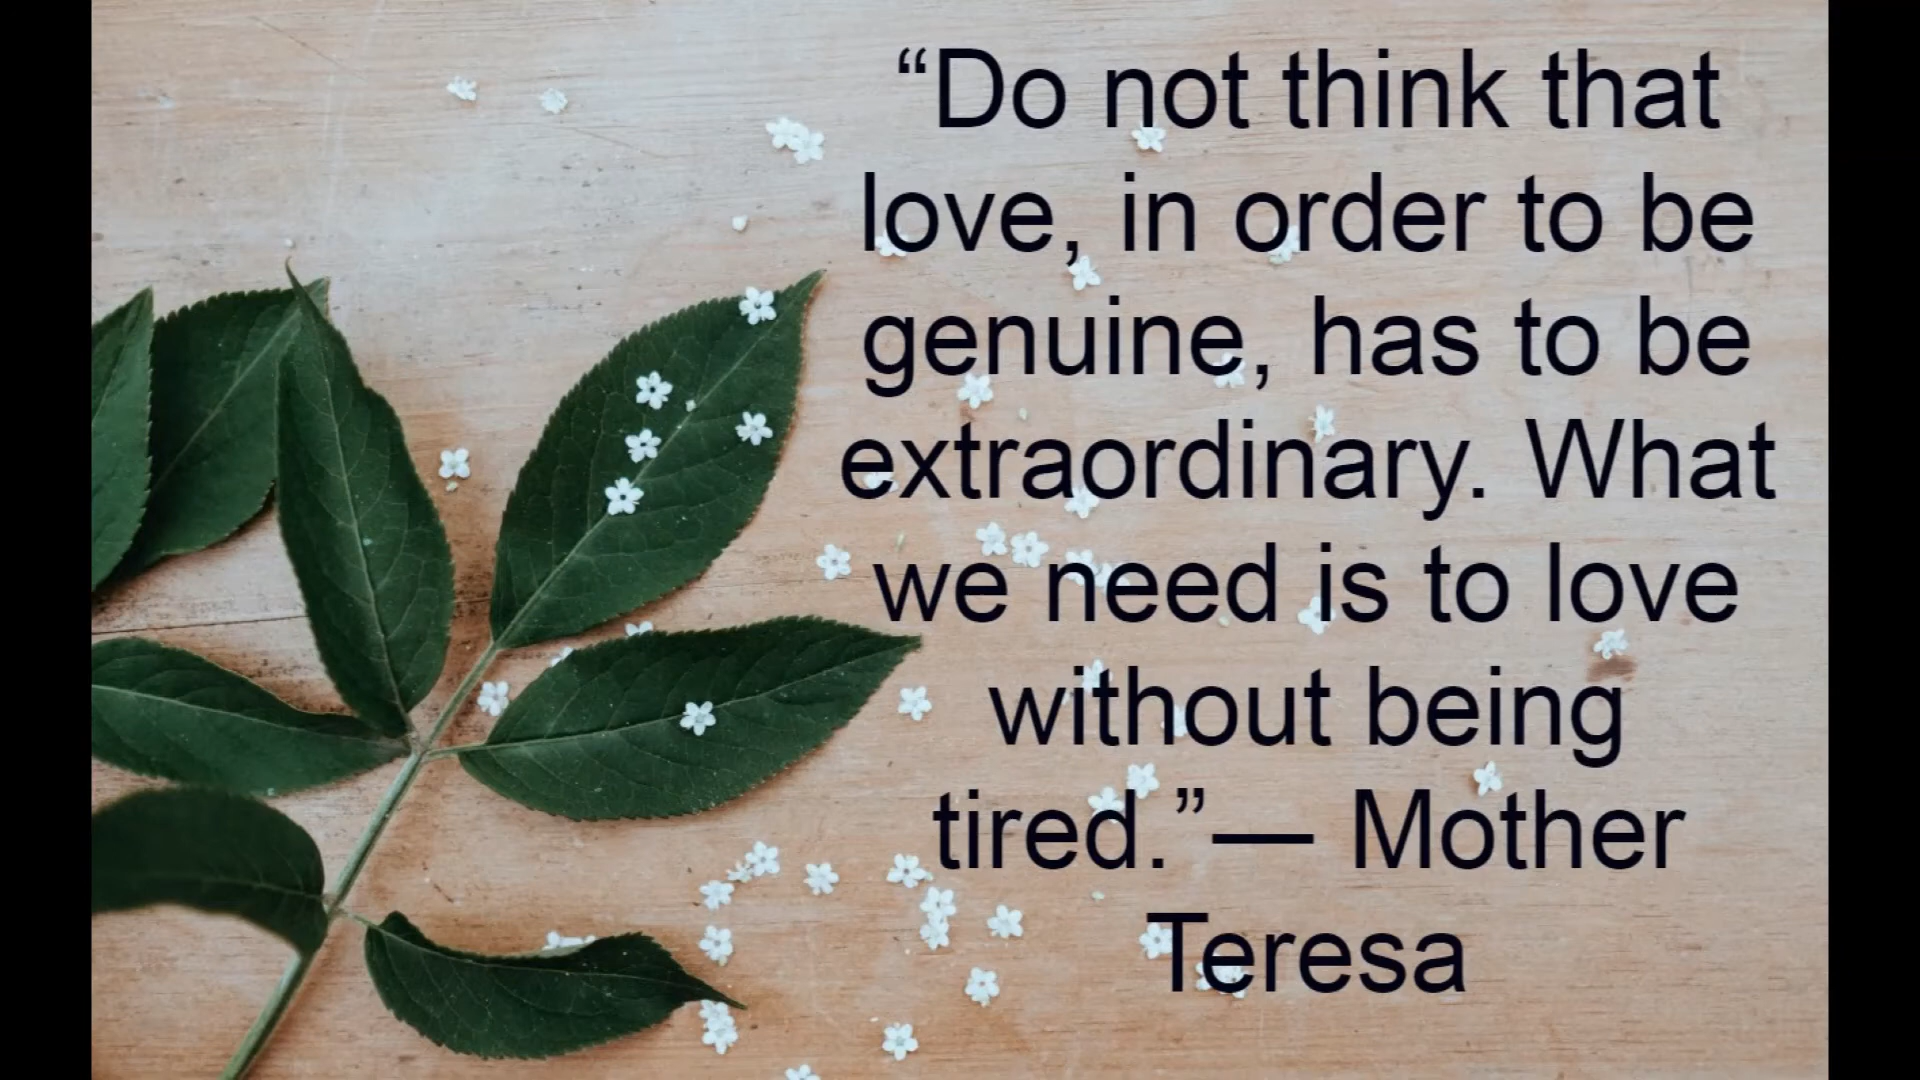 “Do not think that
love, in order to be
genuine, has to be
extraordinary. What
we need is to love
without being
tired.”— Mother
Teresa